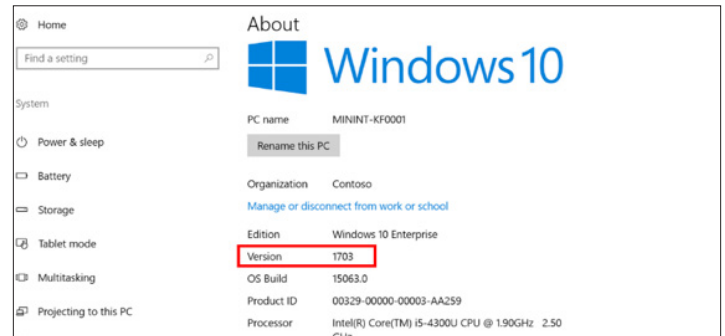 Home
Find a setting
System
Power & sleep
Battery
Storage
Tablet mode
Multitasking
Projecting to this PC
About
Windows 10
PC name MININT-KF0001
Rename this PC
Organization Contoso
Manage or disconnect from work or school
Edition Windows 10 Enterprise
Version 1703
OS Build 15063.0
Product ID 00329-00000-00003-AA259
Processor Intel(R) Core(TM) i5-4300U CPU @ 1.90GHz 2.50
GHz